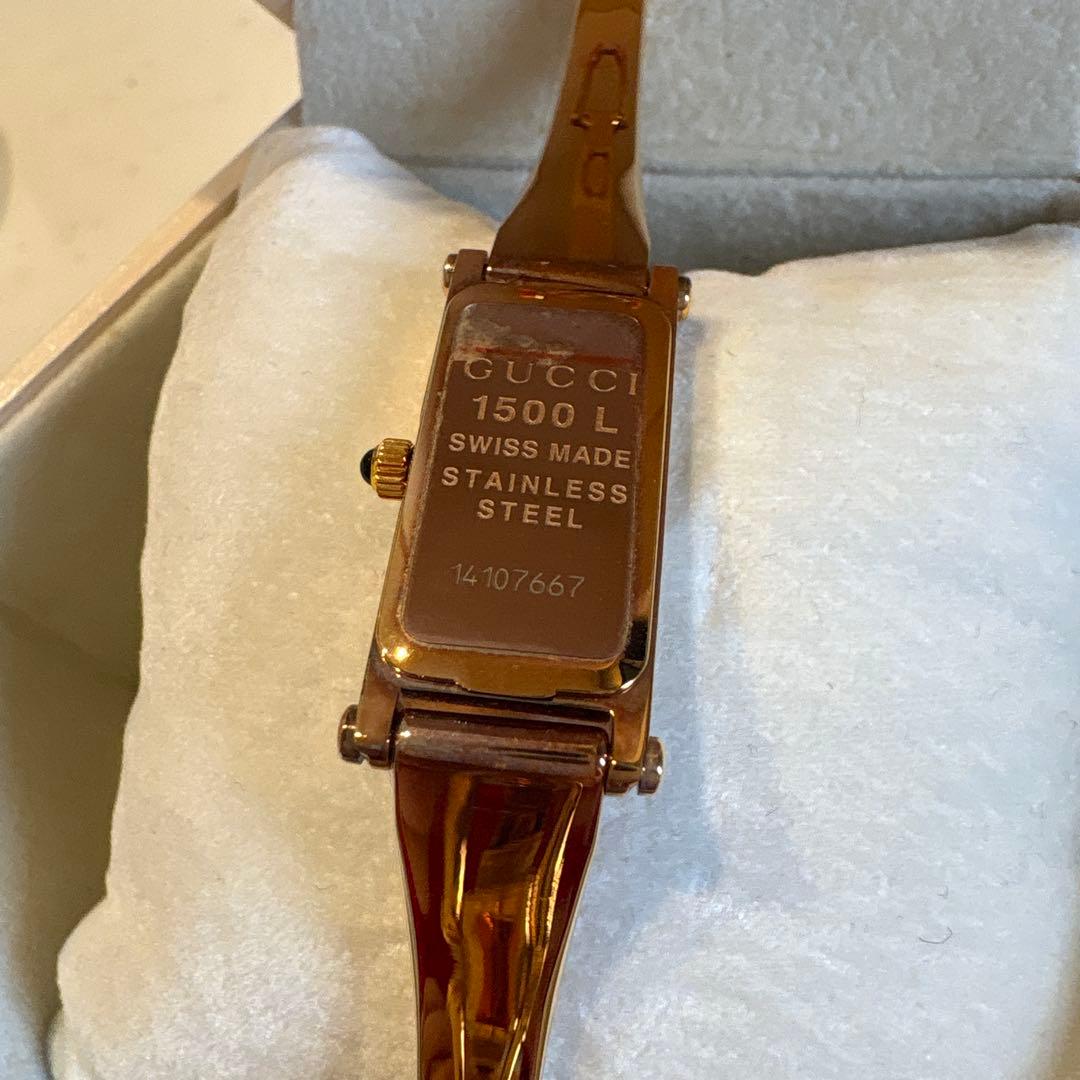 GUCCI
1500 L
SWISS MADE
STAINLESS
STEEL
14107667